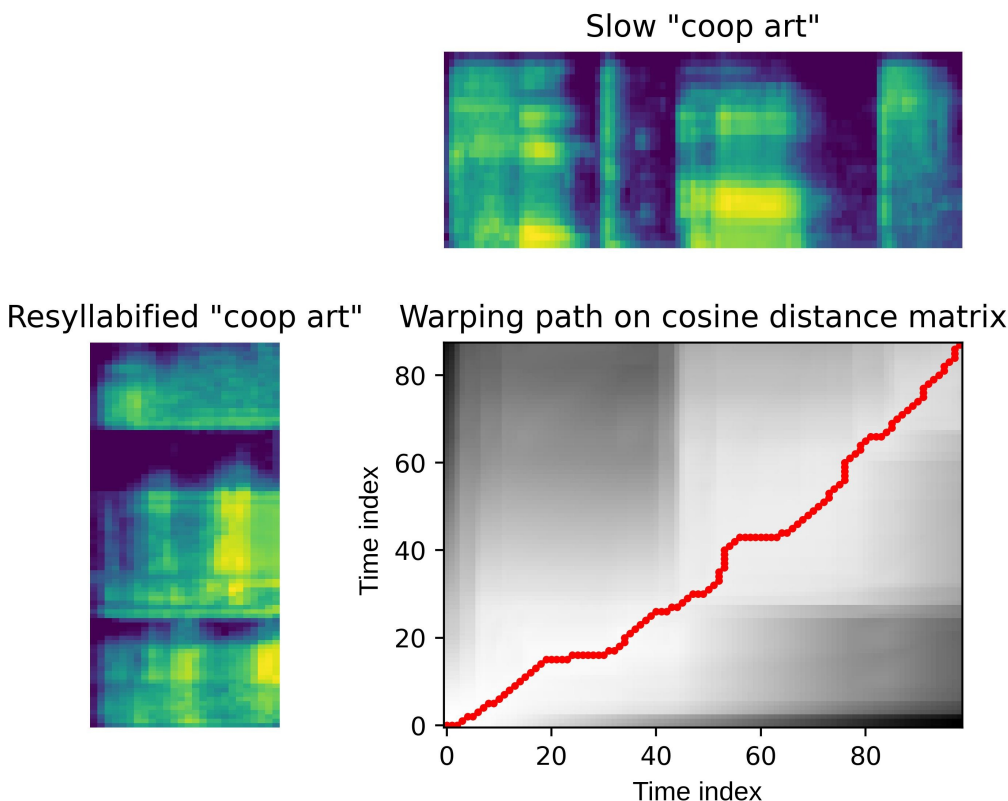 Slow "coop art"
Resyllabified "coop art"
Warping path on cosine distance matrix
80
60
40
20
0
Time index
0 20 40 60 80
Time index